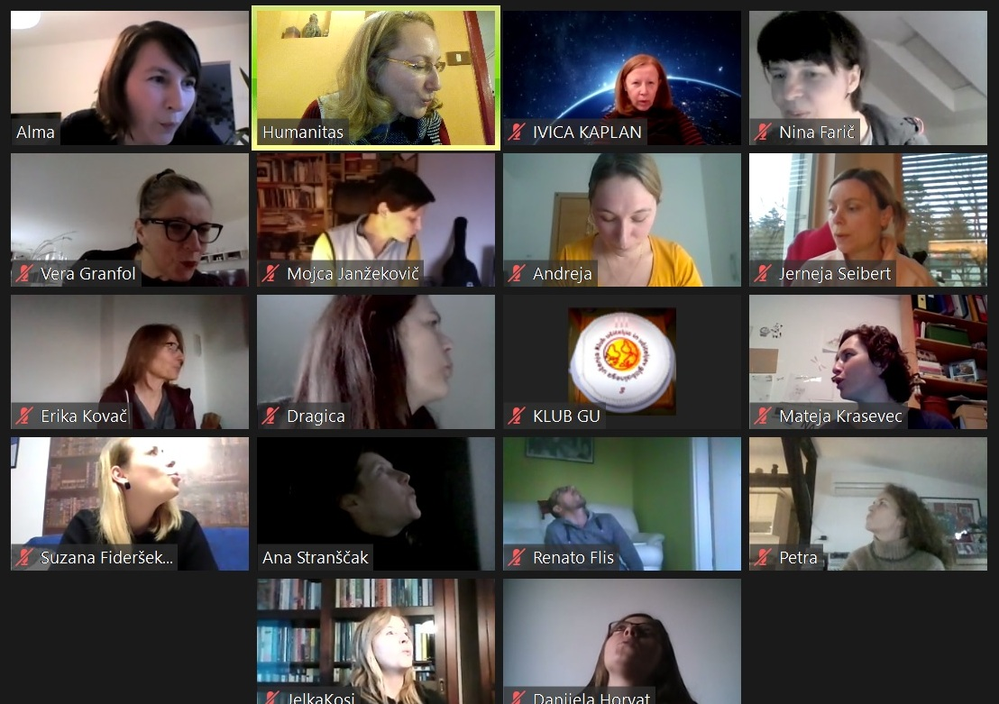 Alma
Humanitas
IVICA KAPLAN
Nina Farič
Vera Granfol
Mojca Janžekovič
Andreja
Jerneja Seibert
Erika Kovač
Dragica
KLUB GU
Mateja Krasevec
Suzana Fideršek...
Ana Stranščak
Renato Flis
Petra
JelkaKosi
Danijela Horvat